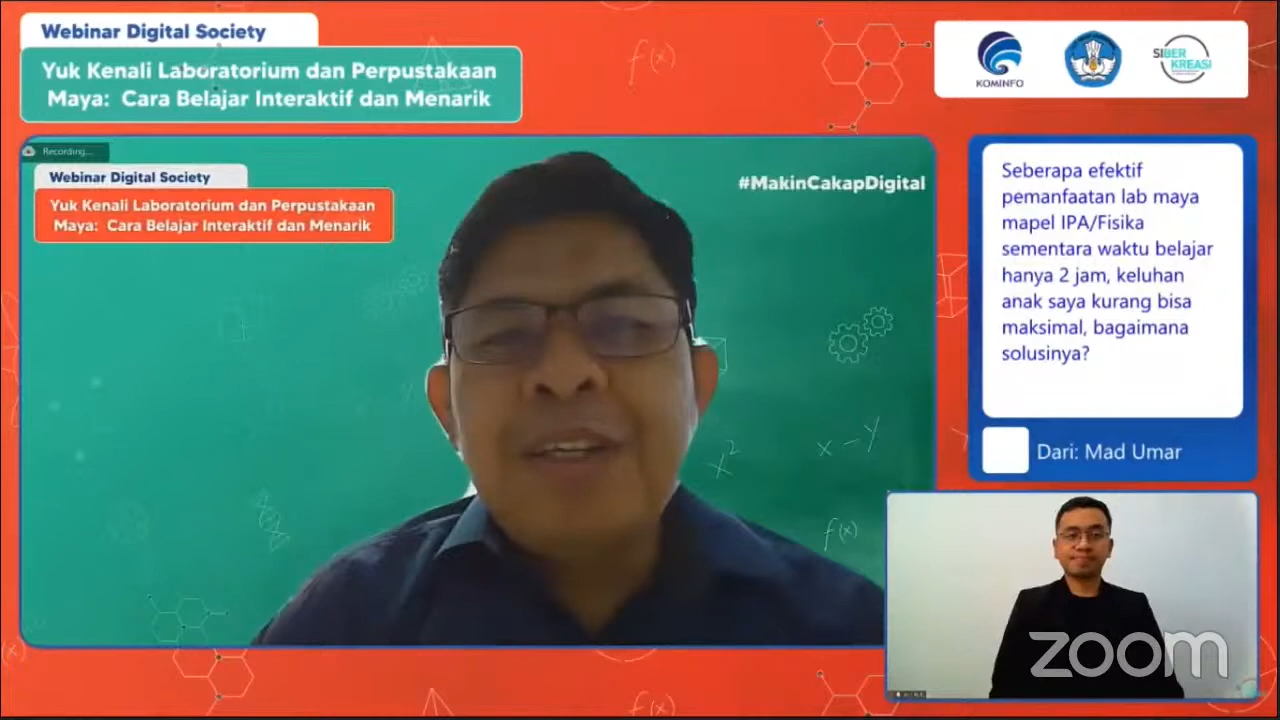 Webinar Digital Society
Yuk Kenali Laboratorium dan Perpustakaan
Maya: Cara Belajar Interaktif dan Menarik
KOMINFO
SIBER
KREASI
Recording...
Webinar Digital Society
Yuk Kenali Laboratorium dan Perpustakaan
Maya: Cara Belajar Interaktif dan Menarik
#MakinCakapDigital
Seberapa efektif
pemanfaatan lab maya
mapel IPA/Fisika
sementara waktu belajar
hanya 2 jam, keluhan
anak saya kurang bisa
maksimal, bagaimana
solusinya?
Dari: Mad Umar
f(x)
x²
x - y
f(x)
zoom
f(x)